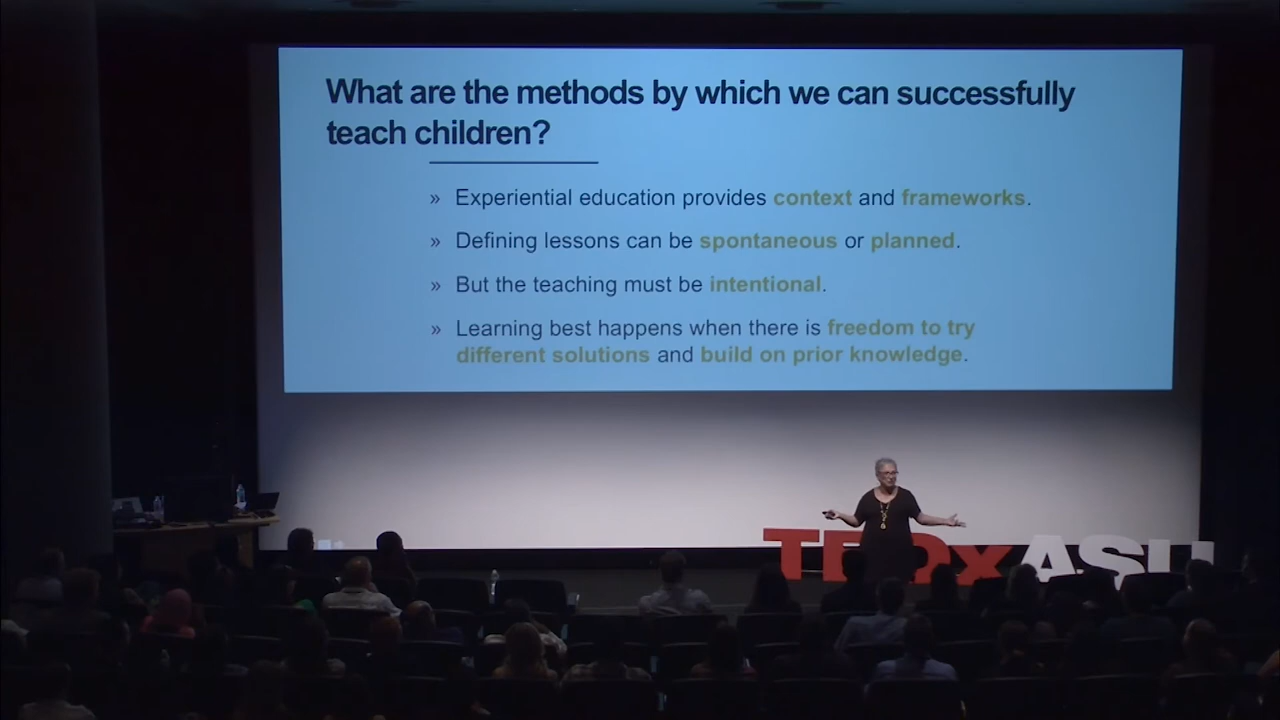 What are the methods by which we can successfully
teach children?
» Experiential education provides context and frameworks.
» Defining lessons can be spontaneous or planned.
» But the teaching must be intentional.
» Learning best happens when there is freedom to try
different solutions and build on prior knowledge.
TEDxASU